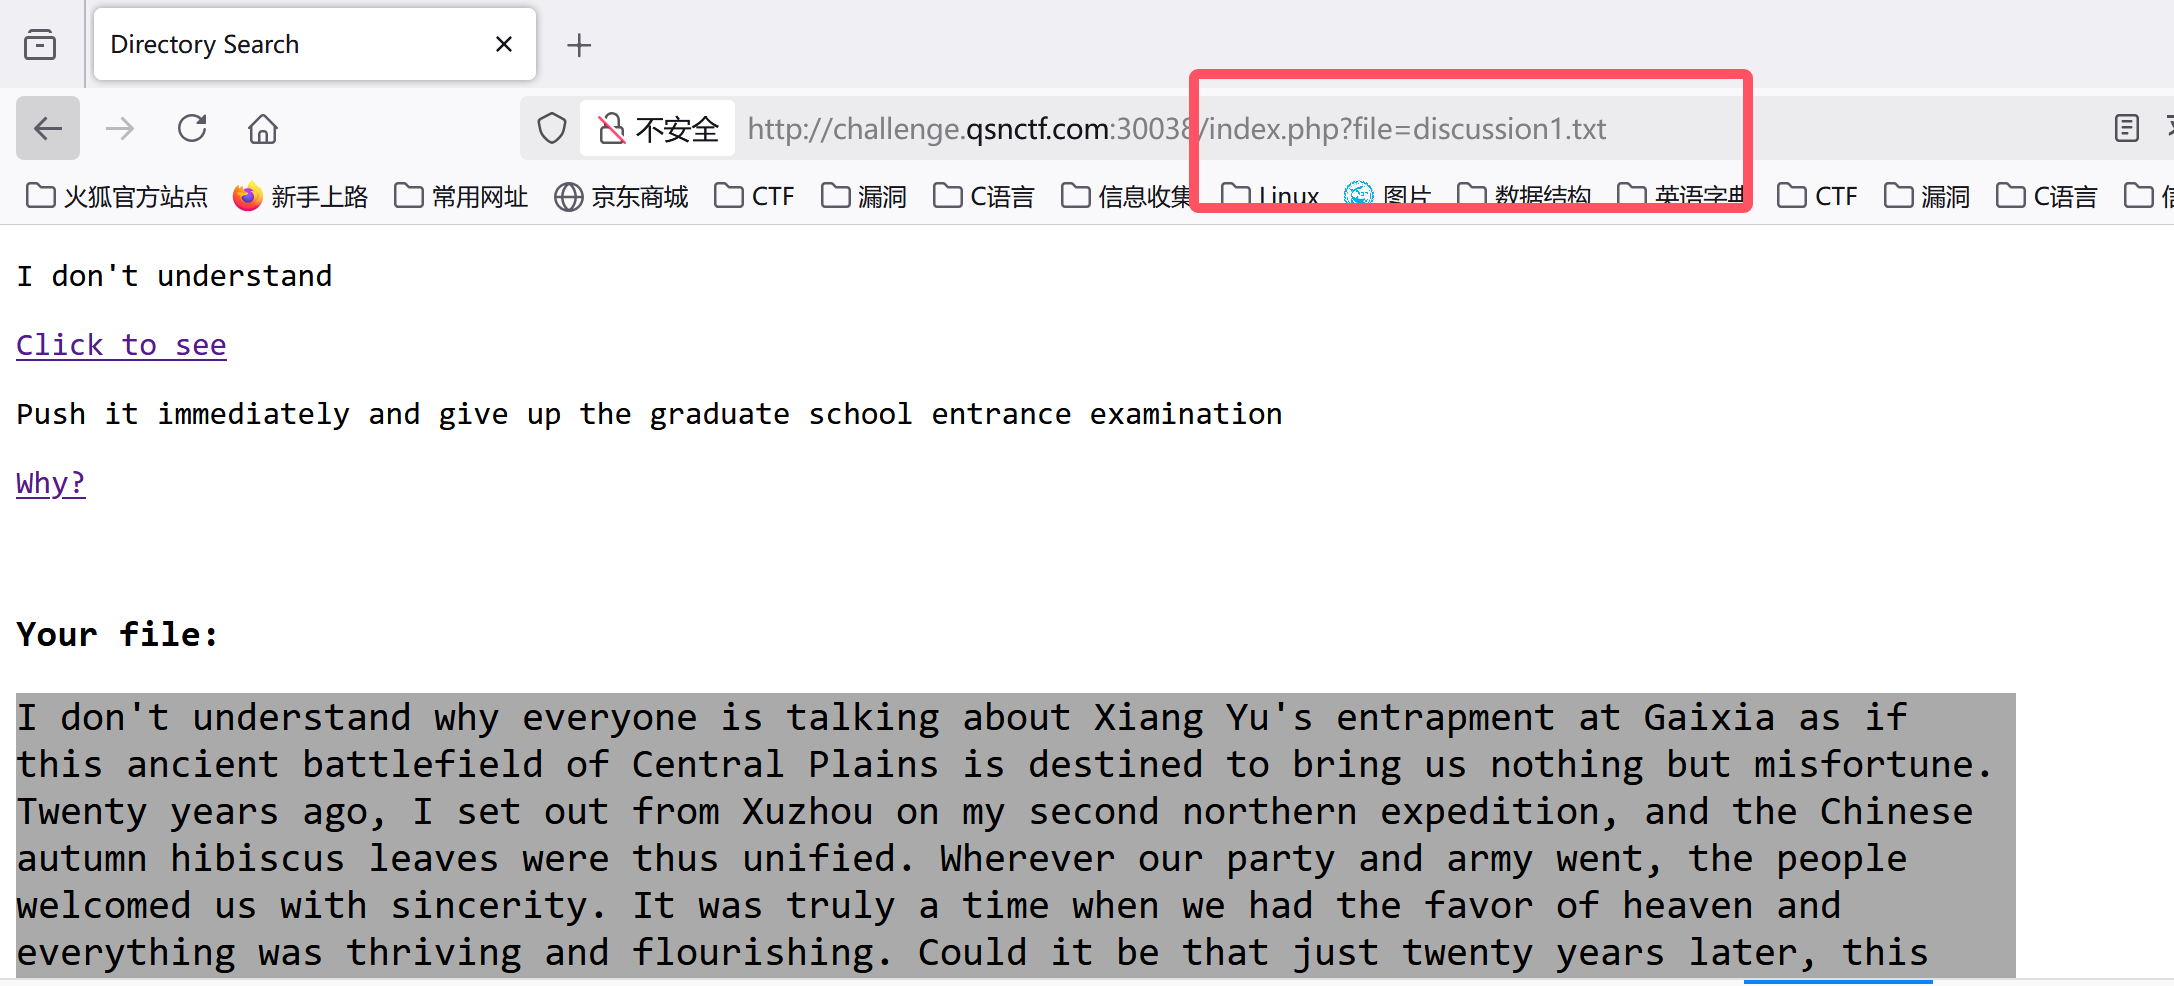 Directory Search
不安全 http://challenge.qsnctf.com:30038/index.php?file=discussion1.txt
火狐官方站点 新手上路 常用网址 京东商城 CTF 漏洞 C语言 信息收集 Linux 图片 数据结构 英语字典 CTF 漏洞 C语言
I don't understand
Click to see
Push it immediately and give up the graduate school entrance examination
Why?
Your file:
I don't understand why everyone is talking about Xiang Yu's entrapment at Gaixia as if
this ancient battlefield of Central Plains is destined to bring us nothing but misfortune.
Twenty years ago, I set out from Xuzhou on my second northern expedition, and the Chinese
autumn hibiscus leaves were thus unified. Wherever our party and army went, the people
welcomed us with sincerity. It was truly a time when we had the favor of heaven and
everything was thriving and flourishing. Could it be that just twenty years later, this